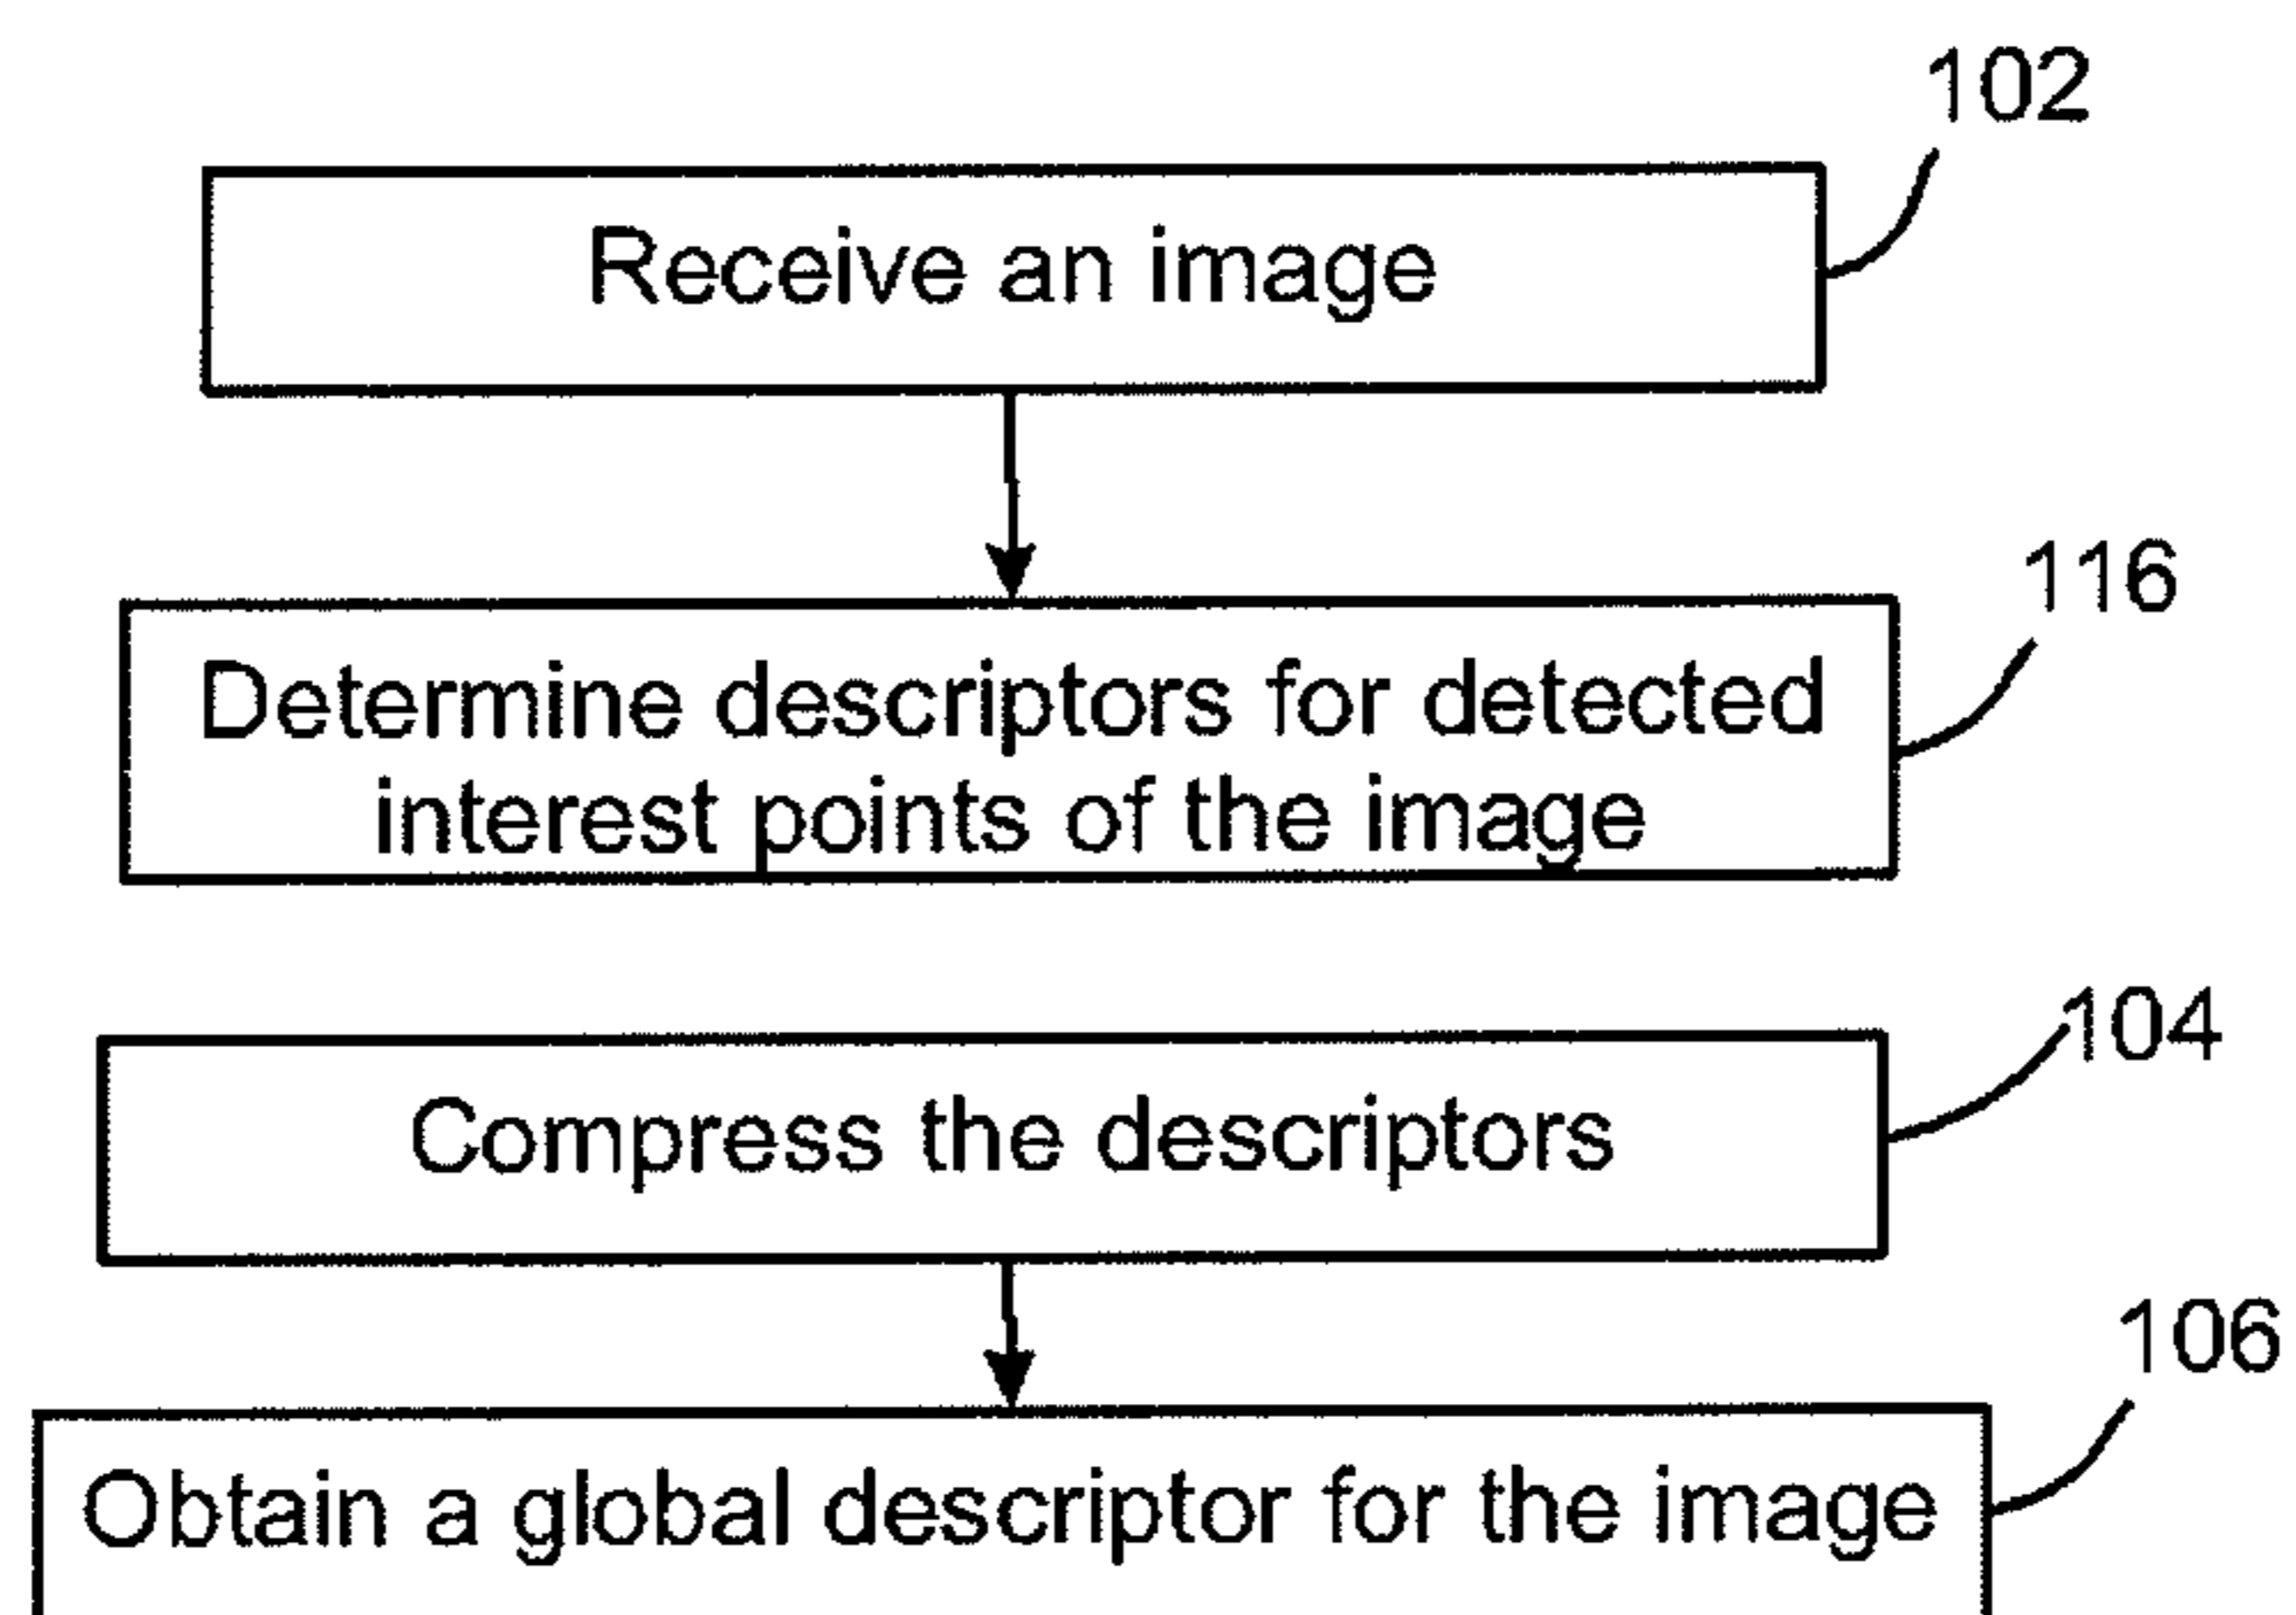 102
Receive an image
116
Determine descriptors for detected
interest points of the image
104
Compress the descriptors
106
Obtain a global descriptor for the image